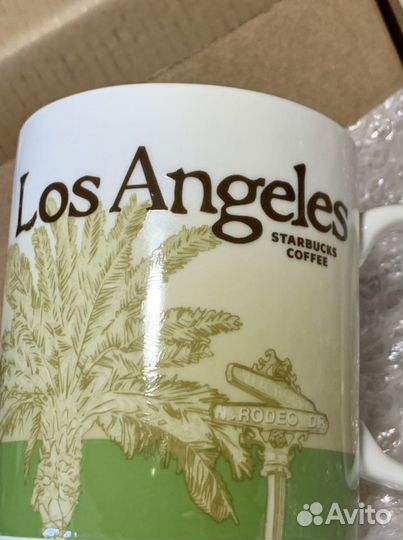 Los Angeles
STARBUCKS
COFFEE
N. RODEO DR.
Avito